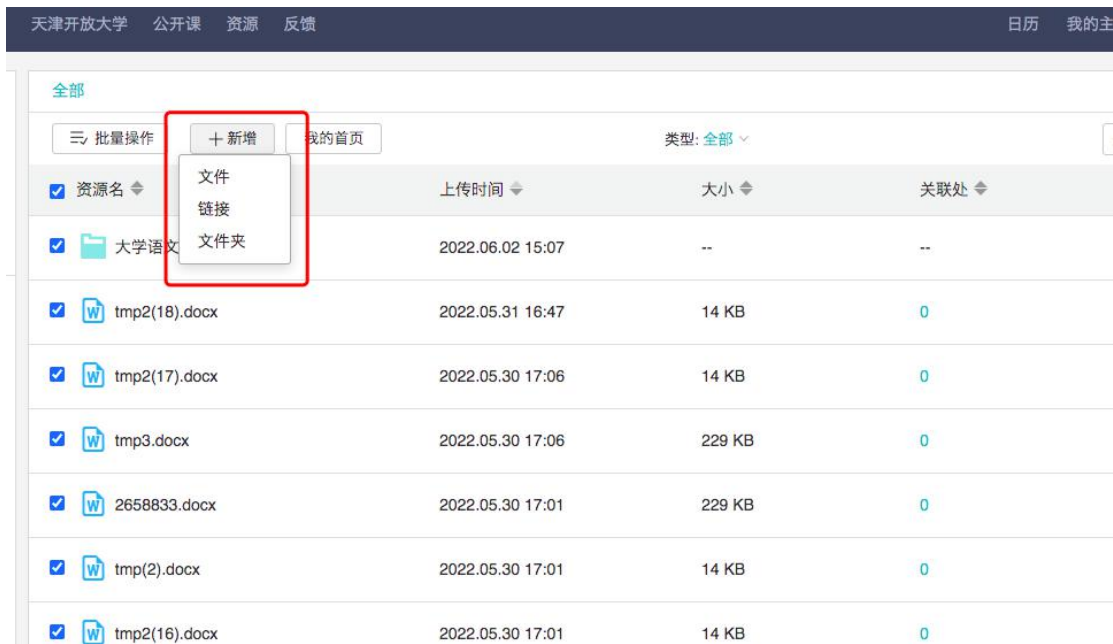 天津开放大学 公开课 资源 反馈 日历 我的主
全部
批量操作 新增 我的首页 类型: 全部
资源名 上传时间 大小 关联处
文件
链接
文件夹
大学语文 2022.06.02 15:07 -- --
tmp2(18).docx 2022.05.31 16:47 14 KB 0
tmp2(17).docx 2022.05.30 17:06 14 KB 0
tmp3.docx 2022.05.30 17:06 229 KB 0
2658833.docx 2022.05.30 17:01 229 KB 0
tmp(2).docx 2022.05.30 17:01 14 KB 0
tmp2(16).docx 2022.05.30 17:01 14 KB 0